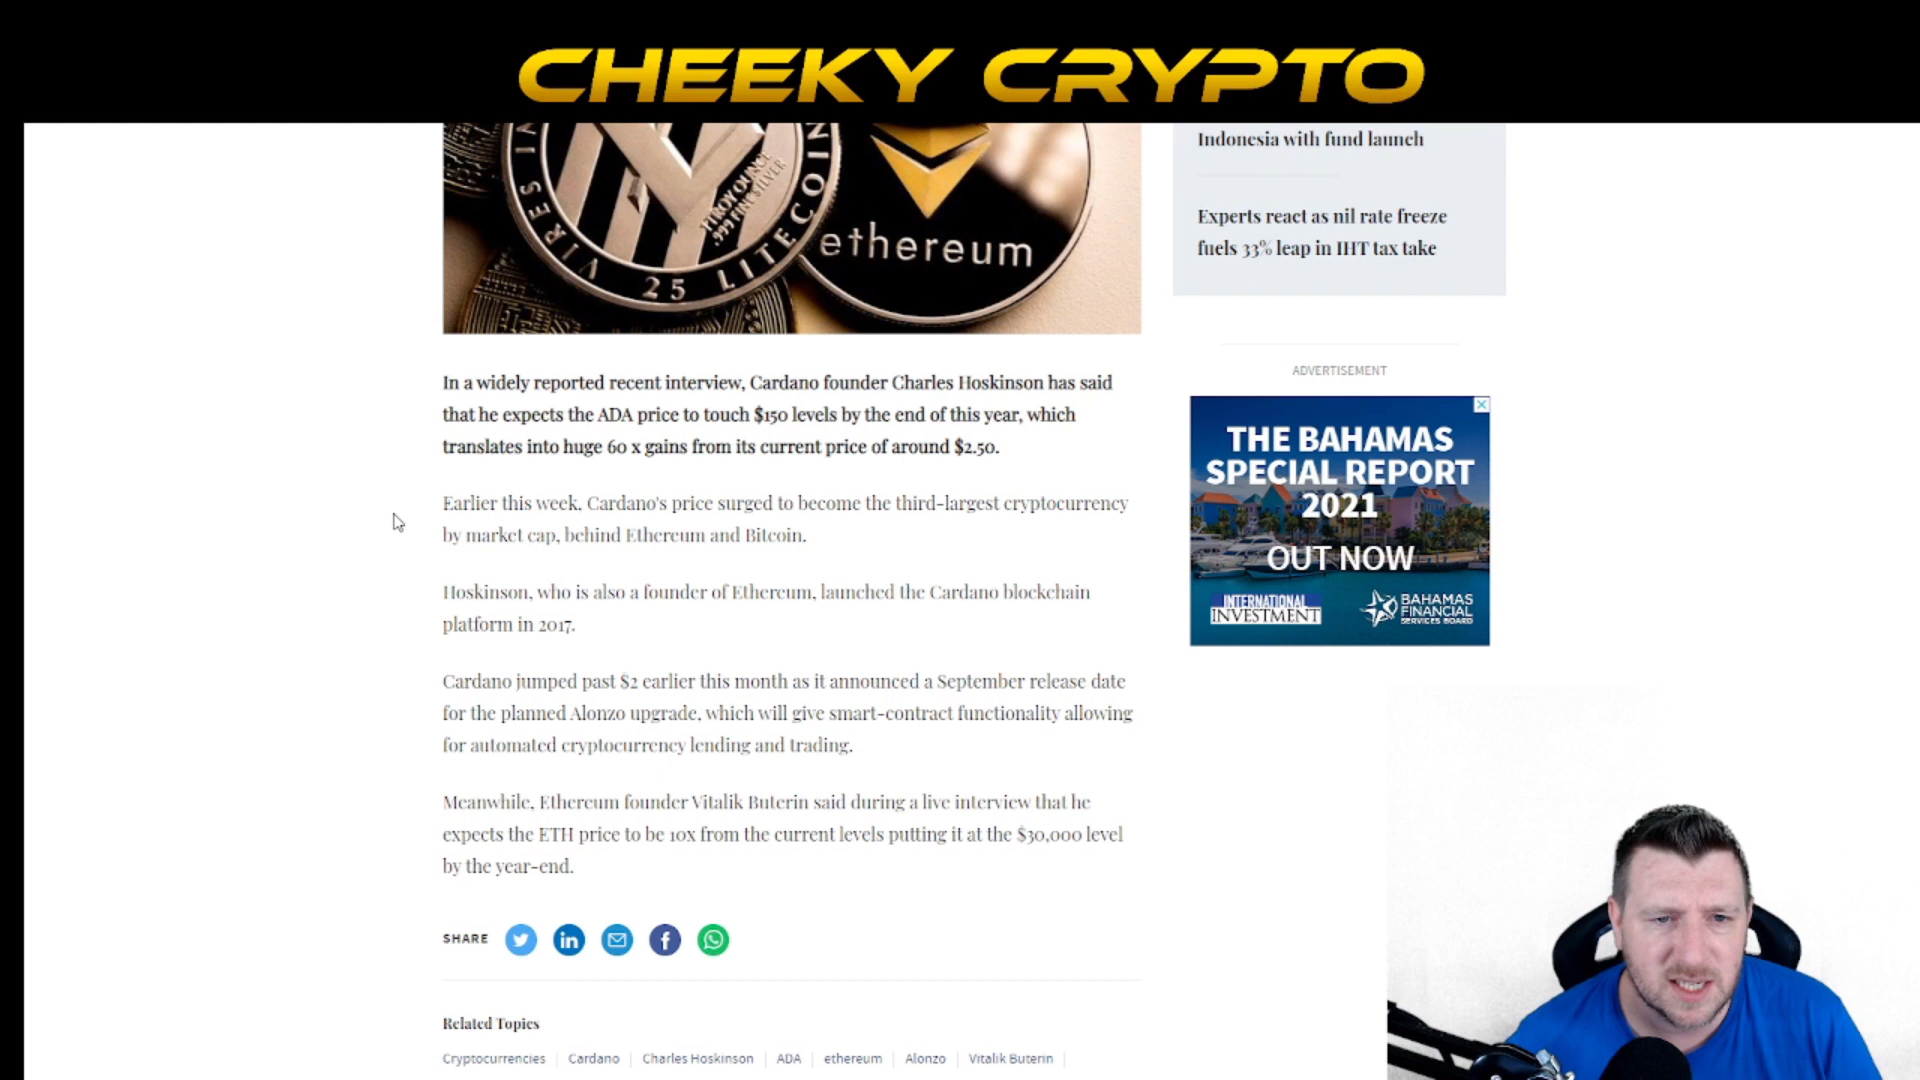 CHEEKY CRYPTO
Indonesia with fund launch
Experts react as nil rate freeze
fuels 33% leap in IHT tax take
TROY OUNCE
.999 FINE SILVER
25 LITECOIN
ethereum
In a widely reported recent interview, Cardano founder Charles Hoskinson has said
that he expects the ADA price to touch $150 levels by the end of this year, which
translates into huge 60 x gains from its current price of around $2.50.
Earlier this week, Cardano's price surged to become the third-largest cryptocurrency
by market cap, behind Ethereum and Bitcoin.
Hoskinson, who is also a founder of Ethereum, launched the Cardano blockchain
platform in 2017.
Cardano jumped past $2 earlier this month as it announced a September release date
for the planned Alonzo upgrade, which will give smart-contract functionality allowing
for automated cryptocurrency lending and trading.
Meanwhile, Ethereum founder Vitalik Buterin said during a live interview that he
expects the ETH price to be 10x from the current levels putting it at the $30,000 level
by the year-end.
ADVERTISEMENT
THE BAHAMAS
SPECIAL REPORT
2021
OUT NOW
INTERNATIONAL
INVESTMENT
BAHAMAS
FINANCIAL
SERVICES BOARD
SHARE
Related Topics
Cryptocurrencies
Cardano
Charles Hoskinson
ADA
ethereum
Alonzo
Vitalik Buterin